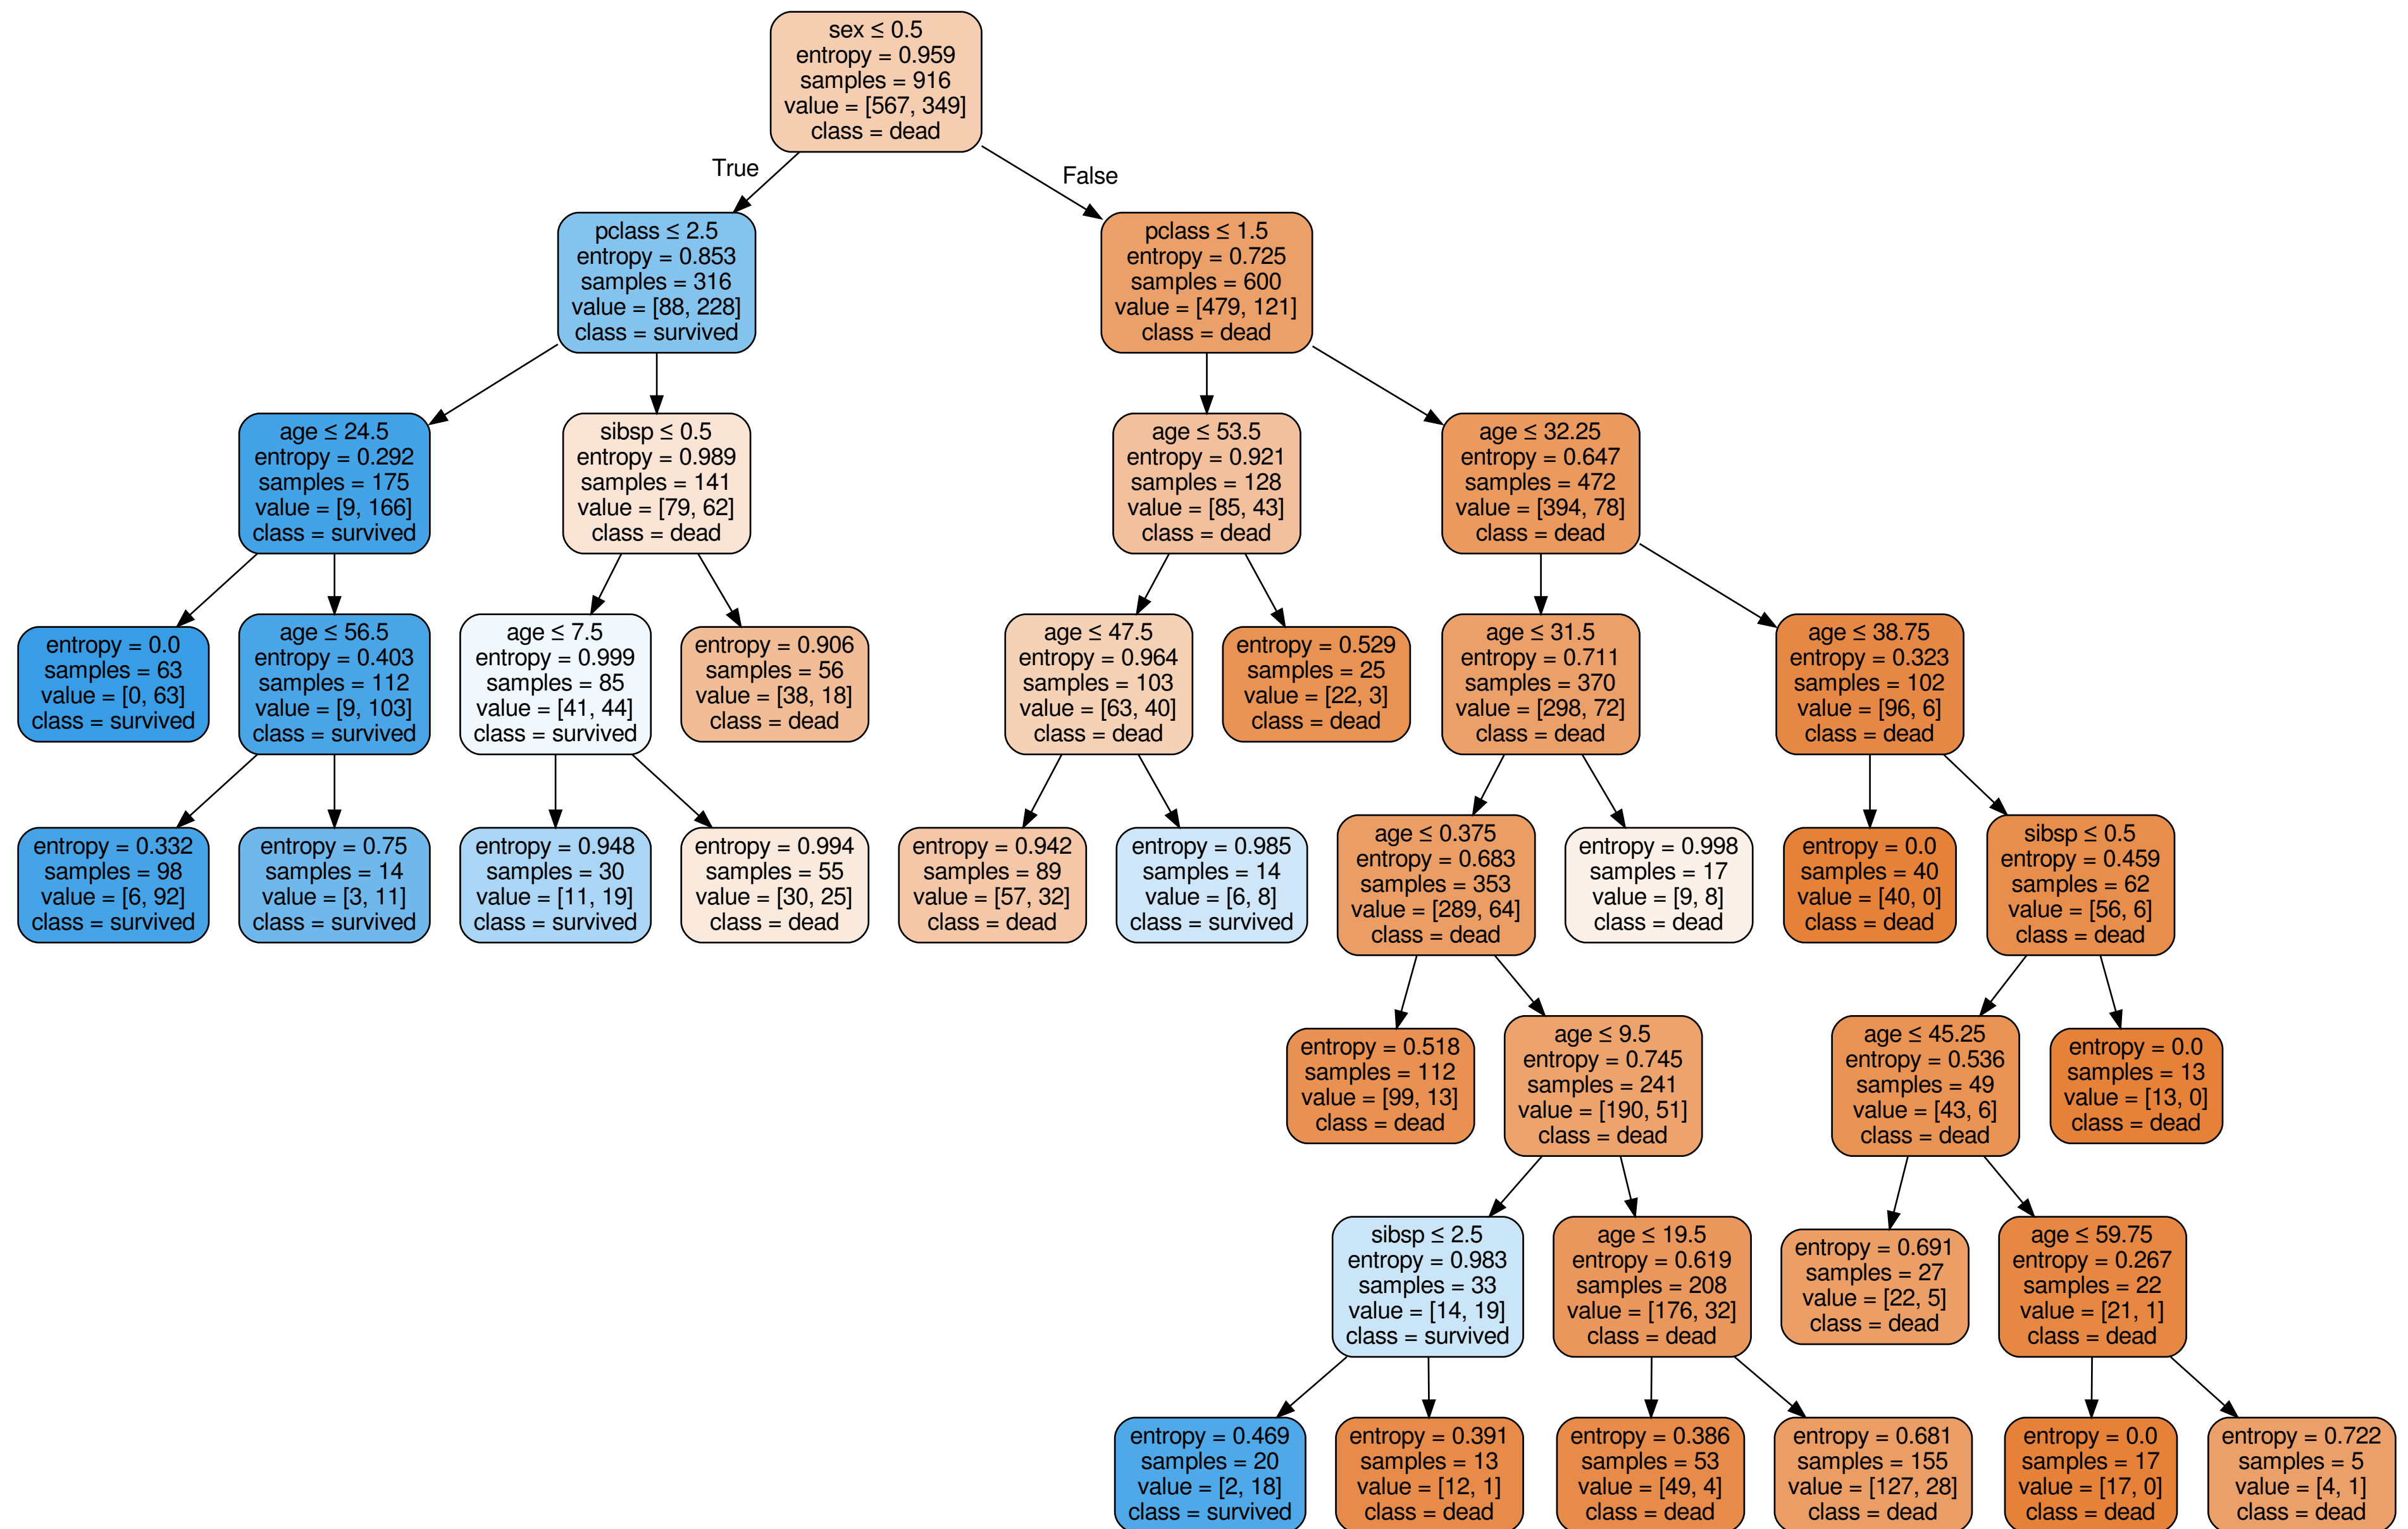 sex ≤ 0.5
entropy = 0.959
samples = 916
value = [567, 349]
class = dead
True
False
pclass ≤ 2.5
entropy = 0.853
samples = 316
value = [88, 228]
class = survived
pclass ≤ 1.5
entropy = 0.725
samples = 600
value = [479, 121]
class = dead
age ≤ 24.5
entropy = 0.292
samples = 175
value = [9, 166]
class = survived
sibsp ≤ 0.5
entropy = 0.989
samples = 141
value = [79, 62]
class = dead
age ≤ 53.5
entropy = 0.921
samples = 128
value = [85, 43]
class = dead
age ≤ 32.25
entropy = 0.647
samples = 472
value = [394, 78]
class = dead
entropy = 0.0
samples = 63
value = [0, 63]
class = survived
age ≤ 56.5
entropy = 0.403
samples = 112
value = [9, 103]
class = survived
age ≤ 7.5
entropy = 0.999
samples = 85
value = [41, 44]
class = survived
entropy = 0.906
samples = 56
value = [38, 18]
class = dead
age ≤ 47.5
entropy = 0.964
samples = 103
value = [63, 40]
class = dead
entropy = 0.529
samples = 25
value = [22, 3]
class = dead
age ≤ 31.5
entropy = 0.711
samples = 370
value = [298, 72]
class = dead
age ≤ 38.75
entropy = 0.323
samples = 102
value = [96, 6]
class = dead
entropy = 0.332
samples = 98
value = [6, 92]
class = survived
entropy = 0.75
samples = 14
value = [3, 11]
class = survived
entropy = 0.948
samples = 30
value = [11, 19]
class = survived
entropy = 0.994
samples = 55
value = [30, 25]
class = dead
entropy = 0.942
samples = 89
value = [57, 32]
class = dead
entropy = 0.985
samples = 14
value = [6, 8]
class = survived
age ≤ 0.375
entropy = 0.683
samples = 353
value = [289, 64]
class = dead
entropy = 0.998
samples = 17
value = [9, 8]
class = dead
entropy = 0.0
samples = 40
value = [40, 0]
class = dead
sibsp ≤ 0.5
entropy = 0.459
samples = 62
value = [56, 6]
class = dead
entropy = 0.518
samples = 112
value = [99, 13]
class = dead
age ≤ 9.5
entropy = 0.745
samples = 241
value = [190, 51]
class = dead
age ≤ 45.25
entropy = 0.536
samples = 49
value = [43, 6]
class = dead
entropy = 0.0
samples = 13
value = [13, 0]
class = dead
sibsp ≤ 2.5
entropy = 0.983
samples = 33
value = [14, 19]
class = survived
age ≤ 19.5
entropy = 0.619
samples = 208
value = [176, 32]
class = dead
entropy = 0.691
samples = 27
value = [22, 5]
class = dead
age ≤ 59.75
entropy = 0.267
samples = 22
value = [21, 1]
class = dead
entropy = 0.469
samples = 20
value = [2, 18]
class = survived
entropy = 0.391
samples = 13
value = [12, 1]
class = dead
entropy = 0.386
samples = 53
value = [49, 4]
class = dead
entropy = 0.681
samples = 155
value = [127, 28]
class = dead
entropy = 0.0
samples = 17
value = [17, 0]
class = dead
entropy = 0.722
samples = 5
value = [4, 1]
class = dead